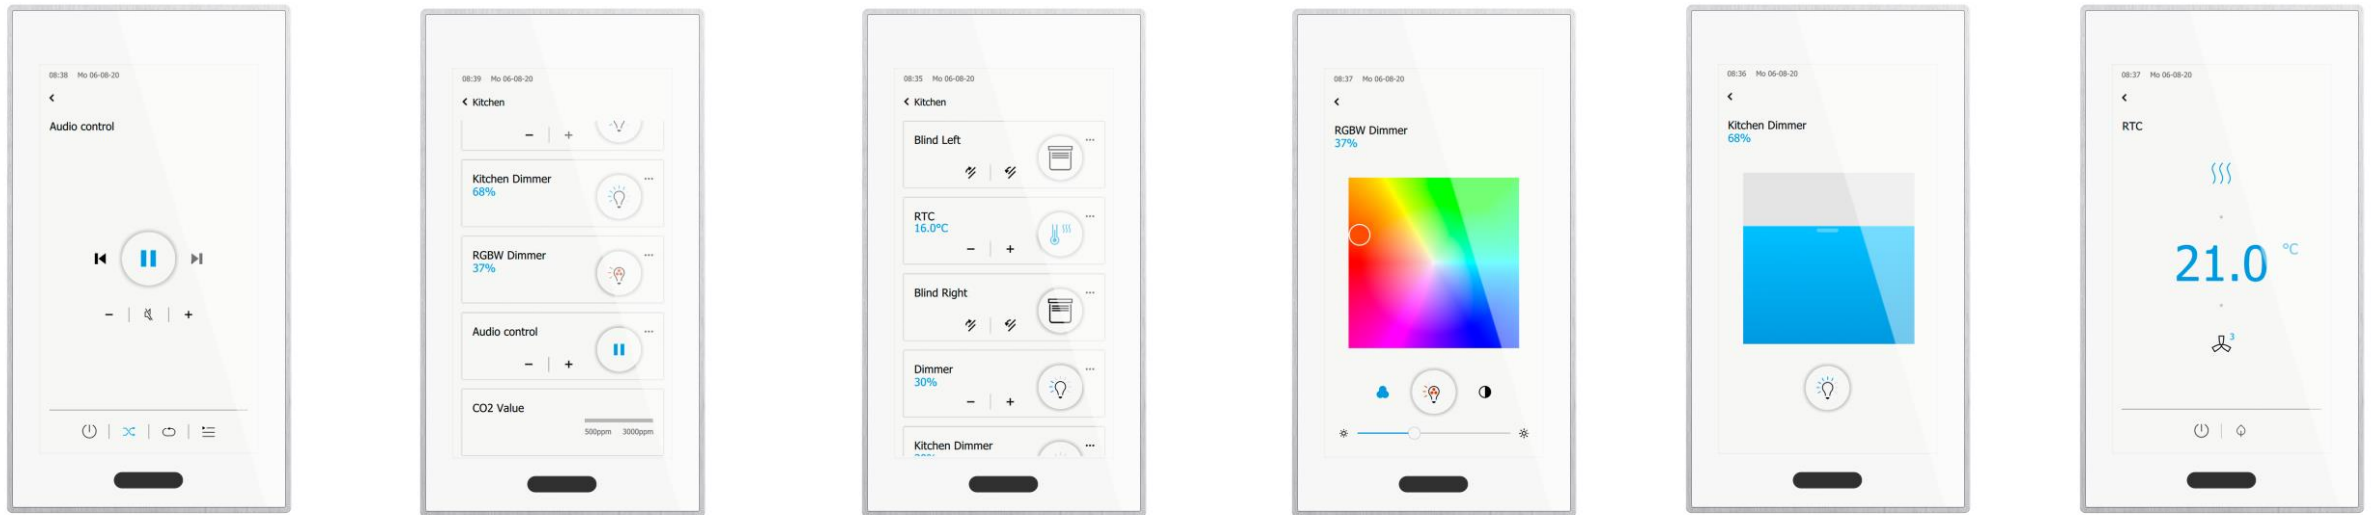 08:38 Mo 06-08-20
Audio control
08:39 Mo 06-08-20
Kitchen
Kitchen Dimmer
68%
RGBW Dimmer
37%
Audio control
CO2 Value
500ppm 3000ppm
08:35 Mo 06-08-20
Kitchen
Blind Left
RTC
16.0°C
Blind Right
Dimmer
30%
Kitchen Dimmer
08:37 Mo 06-08-20
RGBW Dimmer
37%
08:36 Mo 06-08-20
Kitchen Dimmer
68%
08:37 Mo 06-08-20
RTC
21.0 °C
3